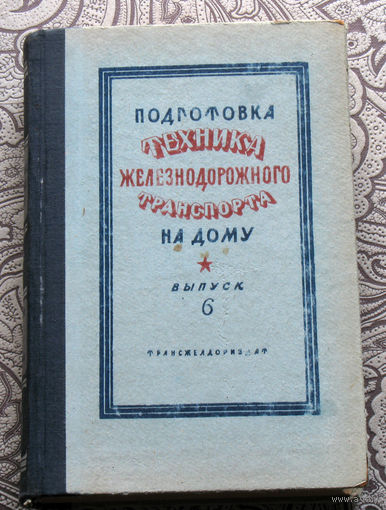 ПОДГОТОВКА
ТЕХНИКА
ЖЕЛЕЗНОДОРОЖНОГО
ТРАНСПОРТА
НА ДОМУ
ВЫПУСК
6
ТРАНСЖЕЛДОРИЗДАТ